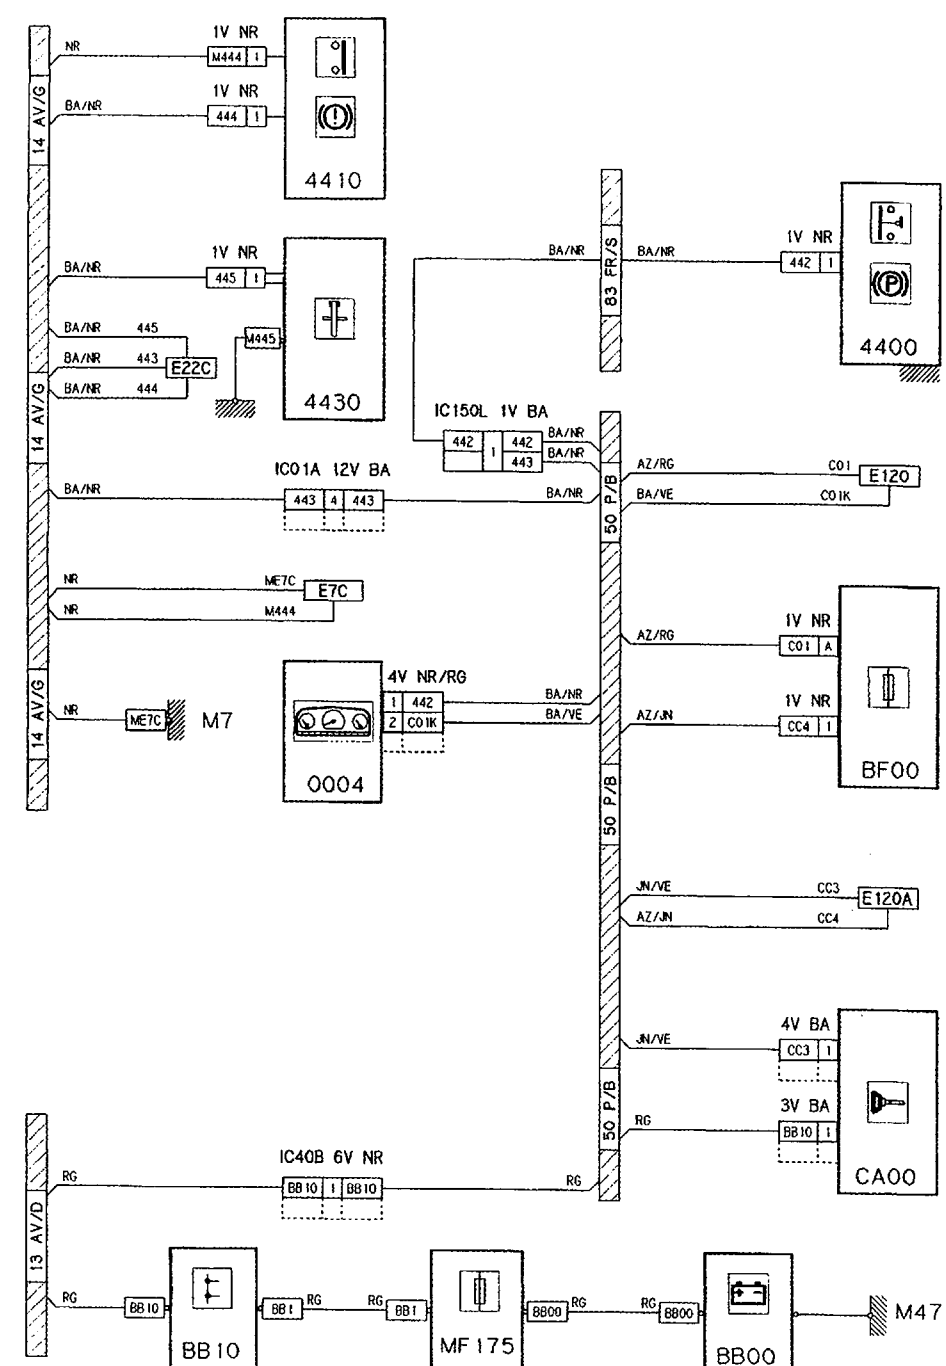 NR
1V NR
M444 1
BA/NR
1V NR
444 1
14 AV/G
4410
BA/NR
1V NR
445 1
M445
4430
BA/NR 445
BA/NR 443
E22C
BA/NR 444
14 AV/G
BA/NR
83 FR/S
BA/NR
1V NR
442 1
P
4400
IC150L 1V BA
442 1 442
443
BA/NR
BA/NR
IC01A 12V BA
BA/NR
443 4 443
BA/NR
50 P/B
AZ/RG
C01
E120
BA/VE
C01K
NR
ME7C
E7C
NR
M444
14 AV/G
NR
ME7C
M7
4V NR/RG
1 442
BA/NR
2 C01K
BA/VE
0004
AZ/RG
1V NR
C01 A
AZ/JN
1V NR
CC4 1
BF00
50 P/B
JN/VE
CC3
E120A
AZ/JN
CC4
JN/VE
4V BA
CC3 1
50 P/B
RG
3V BA
BB10 1
CA00
13 AV/D
RG
IC40B 6V NR
BB10 1 BB10
RG
RG
BB10
BB10
BB1
RG
RG
BB1
MF175
BB00
RG
RG
BB00
BB00
M47